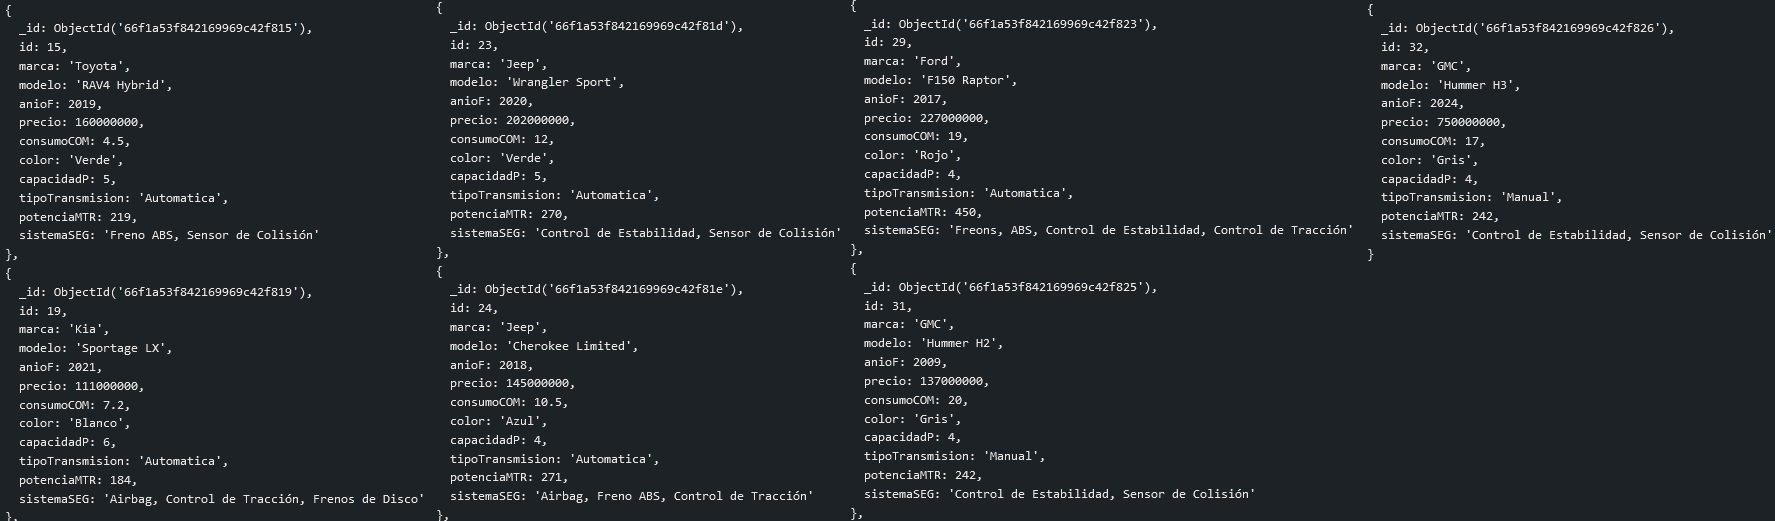 {
_id: ObjectId('66f1a53f842169969c42f815'),
id: 15,
marca: 'Toyota',
modelo: 'RAV4 Hybrid',
anioF: 2019,
precio: 160000000,
consumoCOM: 4.5,
color: 'Verde',
capacidadP: 5,
tipoTransmision: 'Automatica',
potenciaMTR: 219,
sistemaSEG: 'Freno ABS, Sensor de Colisión'
},
{
_id: ObjectId('66f1a53f842169969c42f819'),
id: 19,
marca: 'Kia',
modelo: 'Sportage LX',
anioF: 2021,
precio: 111000000,
consumoCOM: 7.2,
color: 'Blanco',
capacidadP: 6,
tipoTransmision: 'Automatica',
potenciaMTR: 184,
sistemaSEG: 'Airbag, Control de Tracción, Frenos de Disco'
},
{
_id: ObjectId('66f1a53f842169969c42f81d'),
id: 23,
marca: 'Jeep',
modelo: 'Wrangler Sport',
anioF: 2020,
precio: 202000000,
consumoCOM: 12,
color: 'Verde',
capacidadP: 5,
tipoTransmision: 'Automatica',
potenciaMTR: 270,
sistemaSEG: 'Control de Estabilidad, Sensor de Colisión'
},
{
_id: ObjectId('66f1a53f842169969c42f81e'),
id: 24,
marca: 'Jeep',
modelo: 'Cherokee Limited',
anioF: 2018,
precio: 145000000,
consumoCOM: 10.5,
color: 'Azul',
capacidadP: 4,
tipoTransmision: 'Automatica',
potenciaMTR: 271,
sistemaSEG: 'Airbag, Freno ABS, Control de Tracción'
},
{
_id: ObjectId('66f1a53f842169969c42f823'),
id: 29,
marca: 'Ford',
modelo: 'F150 Raptor',
anioF: 2017,
precio: 227000000,
consumoCOM: 19,
color: 'Rojo',
capacidadP: 4,
tipoTransmision: 'Automatica',
potenciaMTR: 450,
sistemaSEG: 'Freons, ABS, Control de Estabilidad, Control de Tracción'
},
{
_id: ObjectId('66f1a53f842169969c42f825'),
id: 31,
marca: 'GMC',
modelo: 'Hummer H2',
anioF: 2009,
precio: 137000000,
consumoCOM: 20,
color: 'Gris',
capacidadP: 4,
tipoTransmision: 'Manual',
potenciaMTR: 242,
sistemaSEG: 'Control de Estabilidad, Sensor de Colisión'
},
{
_id: ObjectId('66f1a53f842169969c42f826'),
id: 32,
marca: 'GMC',
modelo: 'Hummer H3',
anioF: 2024,
precio: 750000000,
consumoCOM: 17,
color: 'Gris',
capacidadP: 4,
tipoTransmision: 'Manual',
potenciaMTR: 242,
sistemaSEG: 'Control de Estabilidad, Sensor de Colisión'
}